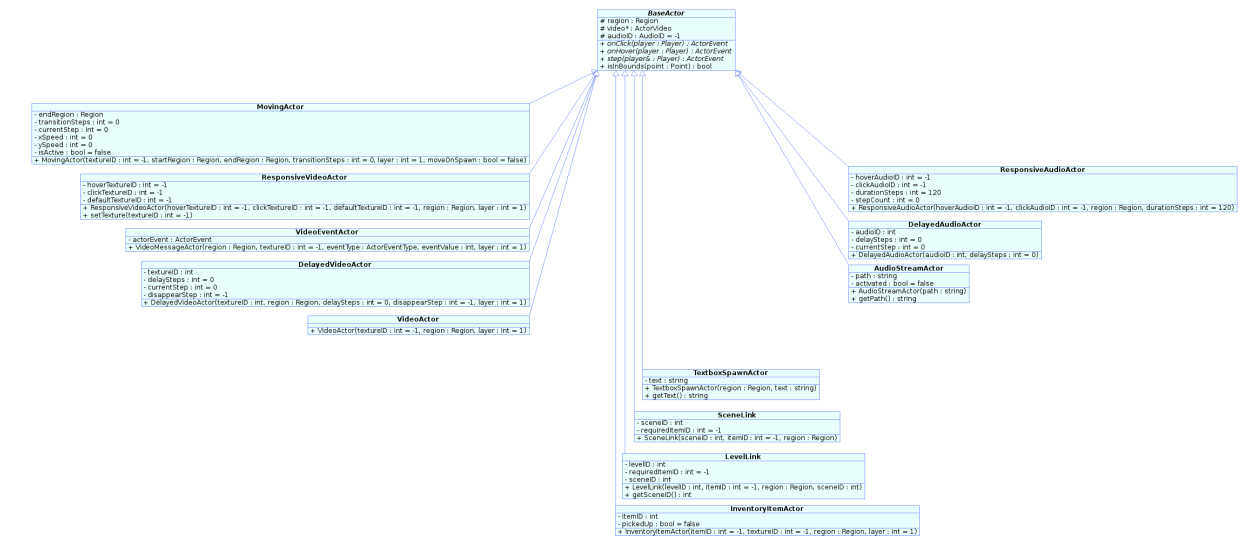 BaseActor
# region : Region
# video* : ActorVideo
# audioID : AudioID = -1
+ onClick(player : Player) : ActorEvent
+ onHover(player : Player) : ActorEvent
+ step(player& : Player) : ActorEvent
+ isInBounds(point : Point) : bool
MovingActor
- endRegion : Region
- transitionSteps : int = 0
- currentStep : int = 0
- xSpeed : int = 0
- ySpeed : int = 0
- isActive : bool = false
+ MovingActor(textureID : int = -1, startRegion : Region, endRegion : Region, transitionSteps : int = 0, layer : int = 1, moveOnSpawn : bool = false)
ResponsiveVideoActor
- hoverTextureID : int = -1
- clickTextureID : int = -1
- defaultTextureID : int = -1
+ ResponsiveVideoActor(hoverTextureID : int = -1, clickTextureID : int = -1, defaultTextureID : int = -1, region : Region, layer : int = 1)
+ setTexture(textureID : int = -1)
VideoEventActor
- actorEvent : ActorEvent
+ VideoMessageActor(region : Region, textureID : int = -1, eventType : ActorEventType, eventValue : int, layer : int = 1)
DelayedVideoActor
- textureID : int
- delaySteps : int = 0
- currentStep : int = 0
- disappearStep : int = -1
+ DelayedVideoActor(textureID : int, region : Region, delaySteps : int = 0, disappearStep : int = -1, layer : int = 1)
VideoActor
+ VideoActor(textureID : int = -1, region : Region, layer : int = 1)
ResponsiveAudioActor
- hoverAudioID : int = -1
- clickAudioID : int = -1
- durationSteps : int = 120
- stepCount : int = 0
+ ResponsiveAudioActor(hoverAudioID : int = -1, clickAudioID : int = -1, region : Region, durationSteps : int = 120)
DelayedAudioActor
- audioID : int
- delaySteps : int = 0
- currentStep : int = 0
+ DelayedAudioActor(audioID : int, delaySteps : int = 0)
AudioStreamActor
- path : string
- activated : bool = false
+ AudioStreamActor(path : string)
+ getPath() : string
TextboxSpawnActor
- text : string
+ TextboxSpawnActor(region : Region, text : string)
+ getText() : string
SceneLink
- sceneID : int
- requiredItemID : int = -1
+ SceneLink(sceneID : int, itemID : int = -1, region : Region)
LevelLink
- levelID : int
- requiredItemID : int = -1
- sceneID : int
+ LevelLink(levelID : int, itemID : int = -1, region : Region, sceneID : int)
+ getSceneID() : int
InventoryItemActor
- itemID : int
- pickedUp : bool = false
+ InventoryItemActor(itemID : int = -1, textureID : int = -1, region : Region, layer : int = 1)